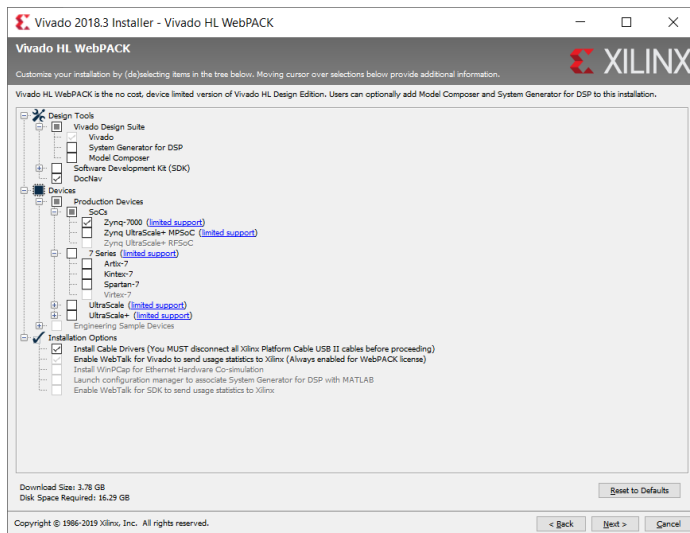 Vivado 2018.3 Installer - Vivado HL WebPACK
Vivado HL WebPACK
Customize your installation by (de)selecting items in the tree below. Moving cursor over selections below provide additional information.
XILINX
Vivado HL WebPACK is the no cost, device limited version of Vivado HL Design Edition. Users can optionally add Model Composer and System Generator for DSP to this installation.
Design Tools
Vivado Design Suite
Vivado
System Generator for DSP
Model Composer
Software Development Kit (SDK)
DocNav
Devices
Production Devices
SoCs
Zynq-7000 (limited support)
Zynq UltraScale+ MPSoC (limited support)
Zynq UltraScale+ RFSoC
7 Series (limited support)
Artix-7
Kintex-7
Spartan-7
Virtex-7
UltraScale (limited support)
UltraScale+ (limited support)
Engineering Sample Devices
Installation Options
Install Cable Drivers (You MUST disconnect all Xilinx Platform Cable USB II cables before proceeding)
Enable WebTalk for Vivado to send usage statistics to Xilinx (Always enabled for WebPACK license)
Install WinPCap for Ethernet Hardware Co-simulation
Launch configuration manager to associate System Generator for DSP with MATLAB
Enable WebTalk for SDK to send usage statistics to Xilinx
Download Size: 3.78 GB
Disk Space Required: 16.29 GB
Reset to Defaults
Copyright © 1986-2019 Xilinx, Inc. All rights reserved.
< Back
Next >
Cancel